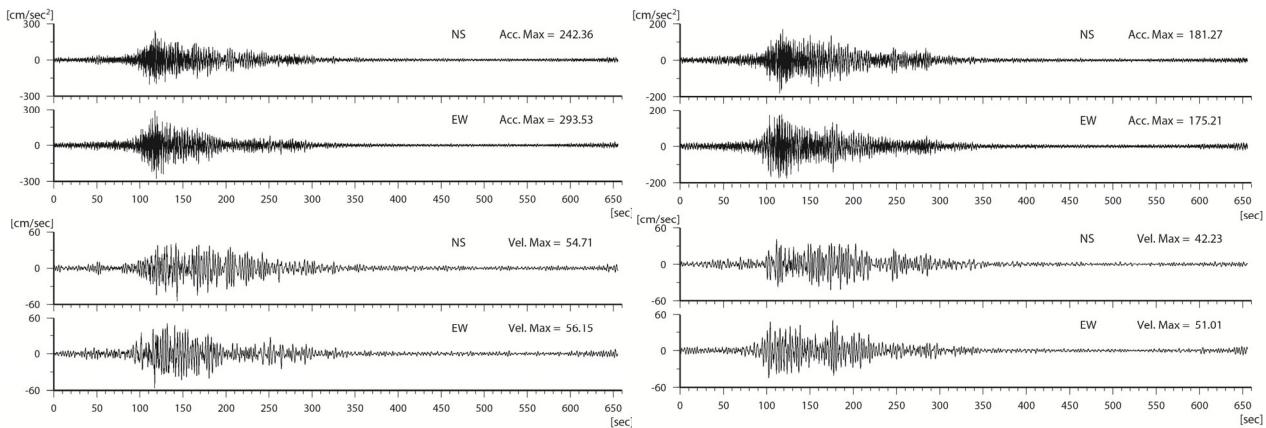 [cm/sec2]
300
NS Acc. Max = 242.36
0
-300
300
EW Acc. Max = 293.53
0
-300
0 50 100 150 200 250 300 350 400 450 500 550 600 650
[sec]
[cm/sec]
60
NS Vel. Max = 54.71
0
-60
60
EW Vel. Max = 56.15
0
-60
0 50 100 150 200 250 300 350 400 450 500 550 600 650
[sec]
[cm/sec2]
200
NS Acc. Max = 181.27
0
-200
200
EW Acc. Max = 175.21
0
-200
0 50 100 150 200 250 300 350 400 450 500 550 600 650
[sec]
[cm/sec]
60
NS Vel. Max = 42.23
0
-60
60
EW Vel. Max = 51.01
0
-60
0 50 100 150 200 250 300 350 400 450 500 550 600 650
[sec]